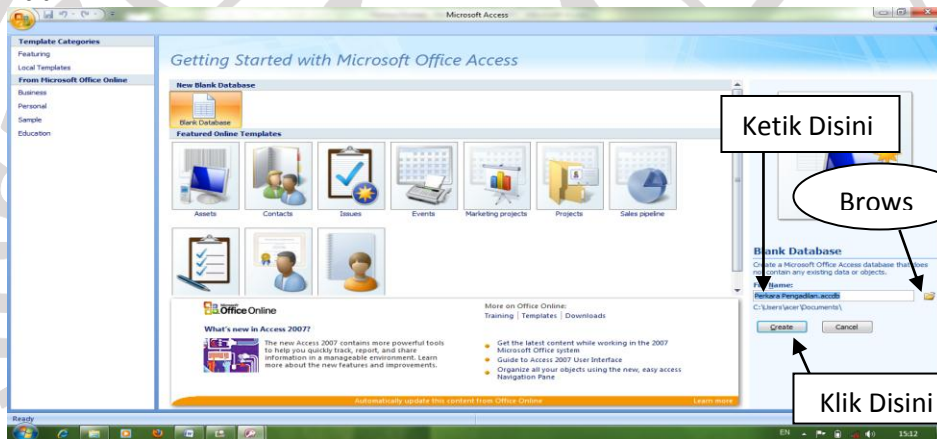 Microsoft Access
Template Categories
Featuring
Local Templates
From Microsoft Office Online
Business
Personal
Sample
Education
Getting Started with Microsoft Office Access
New Blank Database
Blank Database
Featured Online Templates
Assets
Contacts
Issues
Events
Marketing projects
Projects
Sales pipeline
Microsoft
Office Online
What's new in Access 2007?
The new Access 2007 contains more powerful tools
to help you quickly track, report, and share
information in a manageable environment. Learn
more about the new features and improvements.
More on Office Online:
Training | Templates | Downloads
Get the latest content while working in the 2007
Microsoft Office system
Guide to Access 2007 User Interface
Organize all your objects using the new, easy access
Navigation Pane
Automatically update this content from Office Online
Learn more
Ketik Disini
Brows
Blank Database
Create a Microsoft Office Access database that does
not contain any existing data or objects.
File Name:
Perkara Pengadilan.accdb
C:\Users\acer\Documents\
Create
Cancel
Klik Disini
Ready
EN
15:12